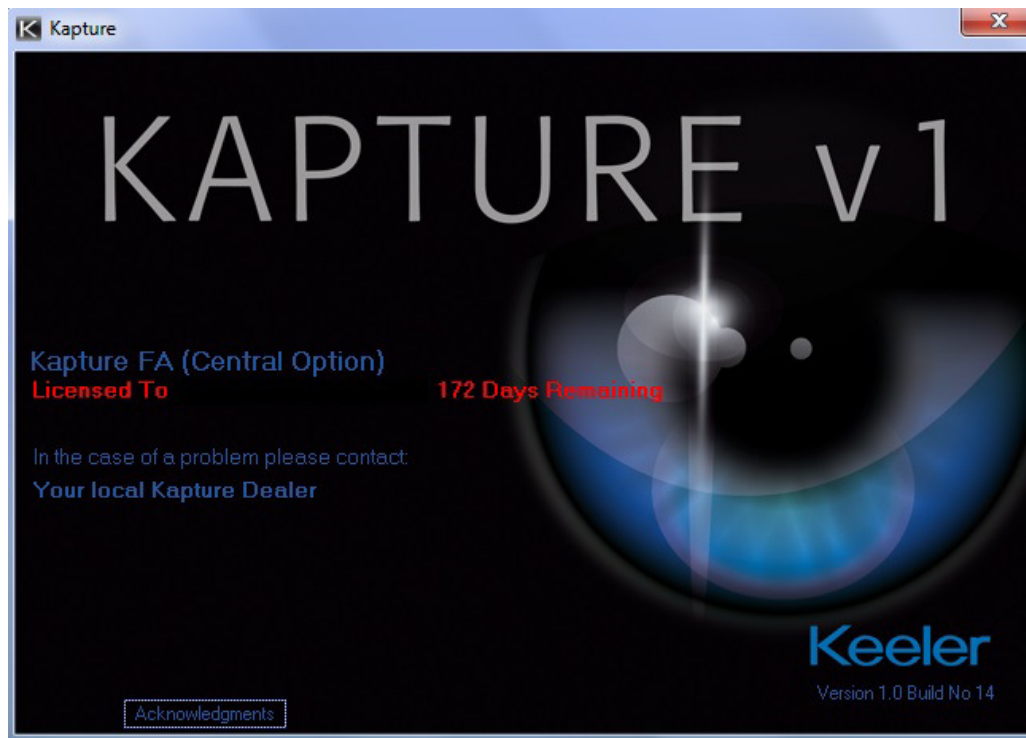 Kapture
KAPTURE v1
Kapture FA (Central Option)
Licensed To 172 Days Remaining
In the case of a problem please contact:
Your local Kapture Dealer
Keeler
Version 1.0 Build No 14
Acknowledgments